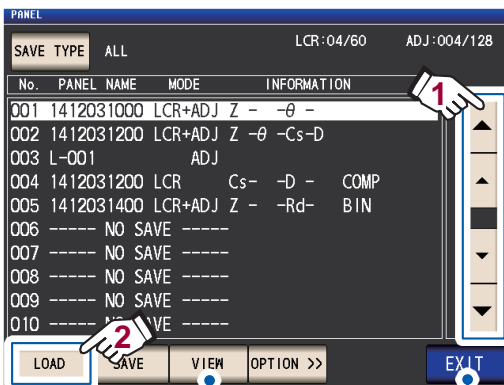 PANEL
SAVE TYPE ALL LCR:04/60 ADJ:004/128
No. PANEL NAME MODE INFORMATION
001 1412031000 LCR+ADJ Z - -θ -
002 1412031200 LCR+ADJ Z -θ -Cs-D
003 L-001 ADJ
004 1412031200 LCR Cs- -D - COMP
005 1412031400 LCR+ADJ Z - -Rd- BIN
006 ----- NO SAVE -----
007 ----- NO SAVE -----
008 ----- NO SAVE -----
009 ----- NO SAVE -----
010 ----- NO SAVE -----
1
2
LOAD SAVE VIEW OPTION >> EXIT